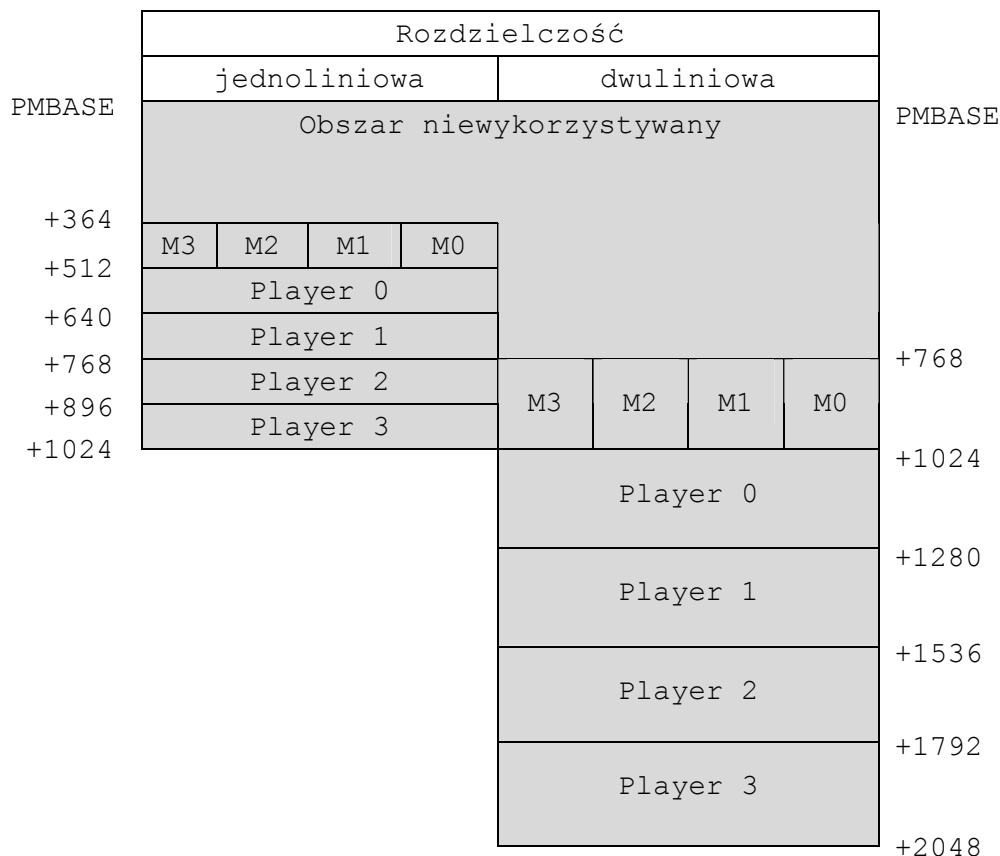 Rozdzielczość
jednoliniowa dwuliniowa
PMBASE PMBASE
Obszar niewykorzystywany
+364
M3 M2 M1 M0
+512
Player 0
+640
Player 1
+768 +768
Player 2
+896
M3 M2 M1 M0
Player 3
+1024 +1024
Player 0
+1280
Player 1
+1536
Player 2
+1792
Player 3
+2048